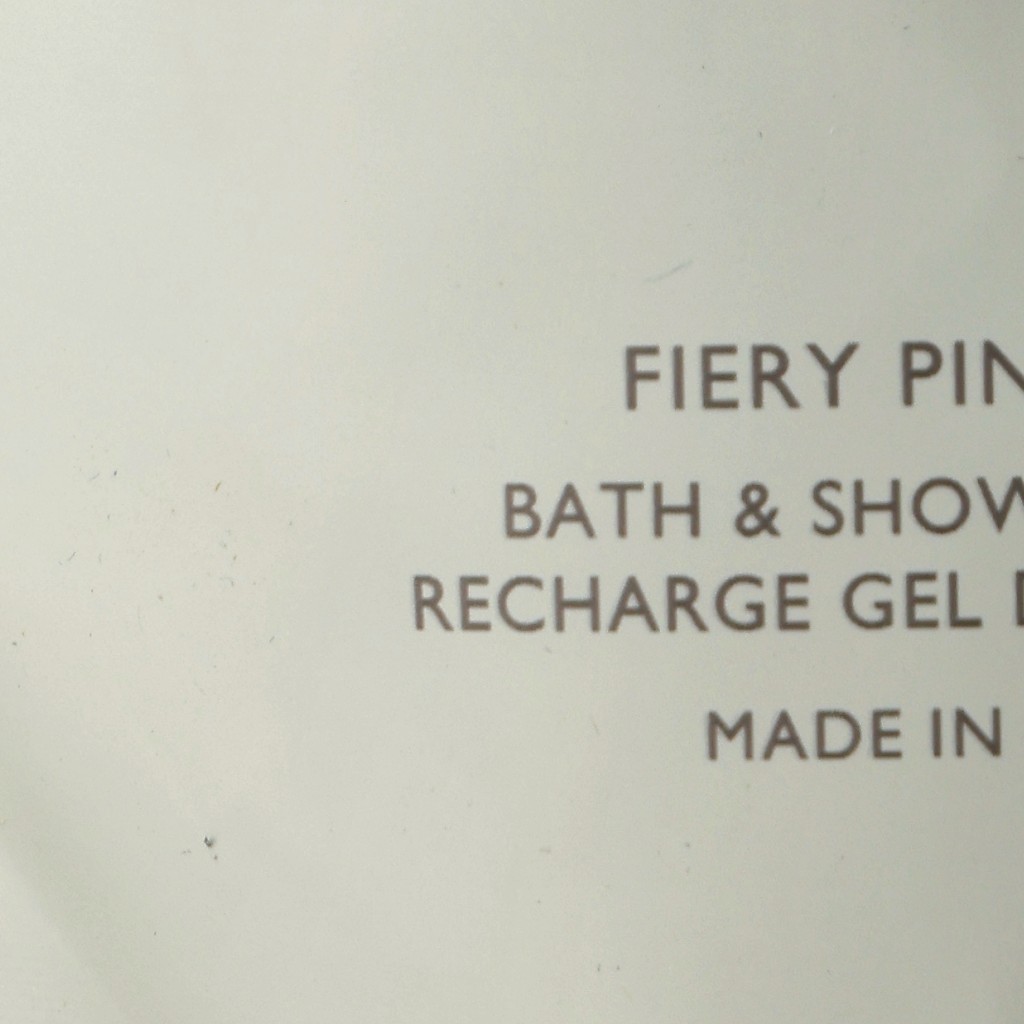 FIERY PIN
BATH & SHOW
RECHARGE GEL D
MADE IN